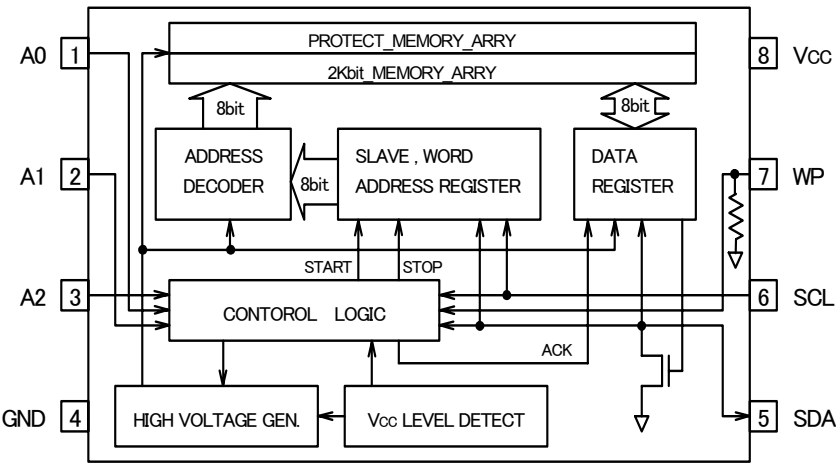 PROTECT_MEMORY_ARRY
A0 1
8 Vcc
2Kbit_MEMORY_ARRY
8bit
8bit
ADDRESS
DECODER
8bit
SLAVE , WORD
ADDRESS REGISTER
DATA
REGISTER
A1 2
7 WP
START
STOP
A2 3
6 SCL
CONTOROL LOGIC
ACK
GND 4
HIGH VOLTAGE GEN.
Vcc LEVEL DETECT
5 SDA